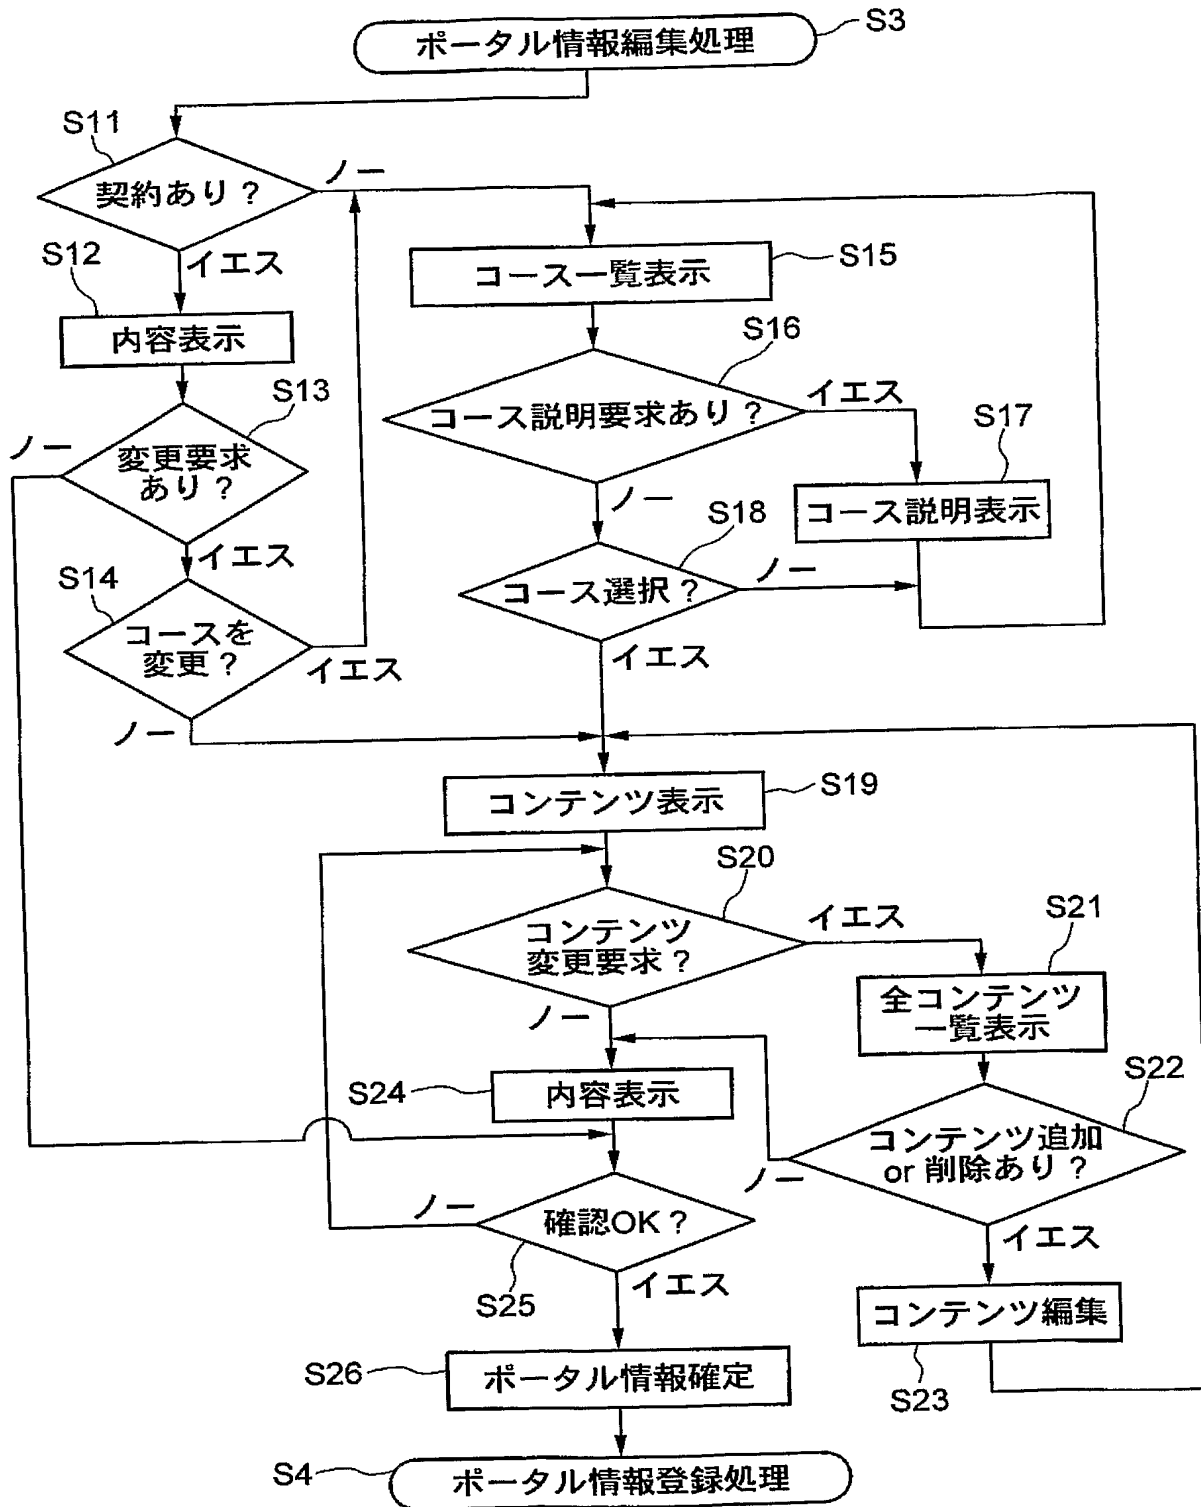 ポータル情報編集処理
S3
S11
契約あり?
ノー
イエス
S12
内容表示
S13
ノー
変更要求
あり?
イエス
S14
コースを
変更?
イエス
ノー
コース一覧表示
S15
S16
コース説明要求あり?
イエス
S17
コース説明表示
ノー
S18
コース選択?
ノー
イエス
コンテンツ表示
S19
S20
コンテンツ
変更要求?
イエス
S21
全コンテンツ
一覧表示
ノー
S22
コンテンツ追加
or 削除あり?
ノー
イエス
コンテンツ編集
S23
S24
内容表示
ノー
確認OK?
S25
イエス
S26
ポータル情報確定
S4
ポータル情報登録処理